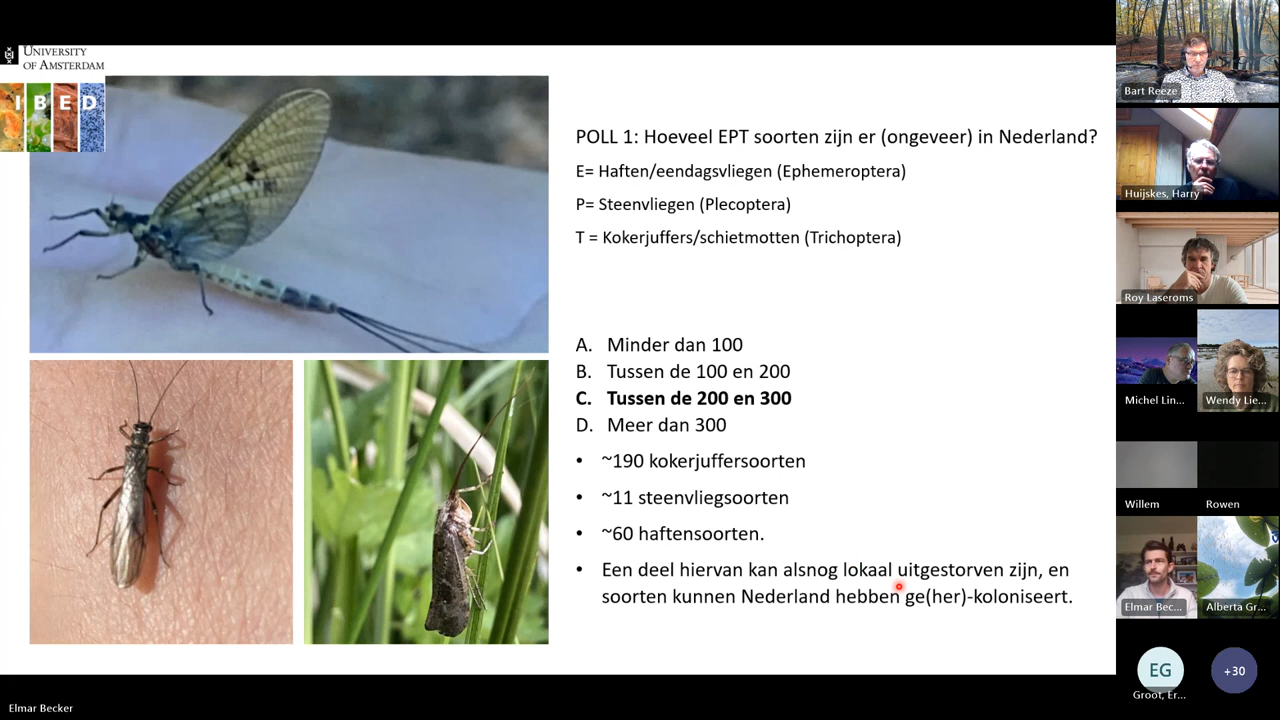 UNIVERSITY
OF AMSTERDAM
IBED
POLL 1: Hoeveel EPT soorten zijn er (ongeveer) in Nederland?
E= Haften/eendagsvliegen (Ephemeroptera)
P= Steenvliegen (Plecoptera)
T = Kokerjuffers/schietmotten (Trichoptera)
A. Minder dan 100
B. Tussen de 100 en 200
C. Tussen de 200 en 300
D. Meer dan 300
• ~190 kokerjuffersoorten
• ~11 steenvliegsoorten
• ~60 haftensoorten.
• Een deel hiervan kan alsnog lokaal uitgestorven zijn, en
soorten kunnen Nederland hebben ge(her)-koloniseert.
Bart Reeze
Huijskes, Harry
Roy Laseroms
Michel Lin...
Wendy Lie...
Willem
Rowen
Elmar Bec...
Alberta Gr...
EG
Groot, Er...
+30
Elmar Becker